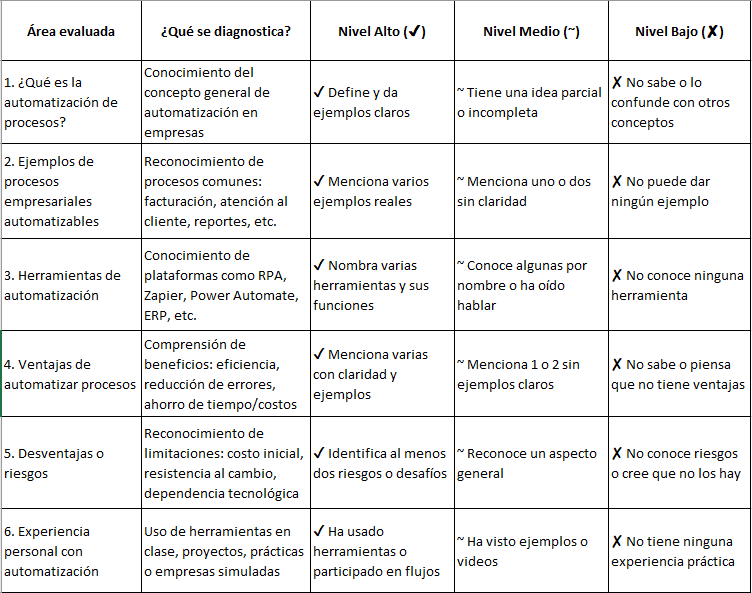 Área evaluada
¿Qué se diagnostica?
Nivel Alto (✔)
Nivel Medio (~)
Nivel Bajo (✘)
1. ¿Qué es la
automatización de
procesos?
Conocimiento del
concepto general de
automatización en
empresas
✔ Define y da
ejemplos claros
~ Tiene una idea parcial
o incompleta
✘ No sabe o lo
confunde con otros
conceptos
2. Ejemplos de
procesos
empresariales
automatizables
Reconocimiento de
procesos comunes:
facturación, atención al
cliente, reportes, etc.
✔ Menciona varios
ejemplos reales
~ Menciona uno o dos
sin claridad
✘ No puede dar
ningún ejemplo
3. Herramientas de
automatización
Conocimiento de
plataformas como RPA,
Zapier, Power Automate,
ERP, etc.
✔ Nombra varias
herramientas y sus
funciones
~ Conoce algunas por
nombre o ha oído
hablar
✘ No conoce ninguna
herramienta
4. Ventajas de
automatizar procesos
Comprensión de
beneficios: eficiencia,
reducción de errores,
ahorro de tiempo/costos
✔ Menciona varias
con claridad y
ejemplos
~ Menciona 1 o 2 sin
ejemplos claros
✘ No sabe o piensa
que no tiene ventajas
5. Desventajas o
riesgos
Reconocimiento de
limitaciones: costo inicial,
resistencia al cambio,
dependencia tecnológica
✔ Identifica al menos
dos riesgos o desafíos
~ Reconoce un aspecto
general
✘ No conoce riesgos
o cree que no los hay
6. Experiencia
personal con
automatización
Uso de herramientas en
clase, proyectos, prácticas
o empresas simuladas
✔ Ha usado
herramientas o
participado en flujos
~ Ha visto ejemplos o
videos
✘ No tiene ninguna
experiencia práctica